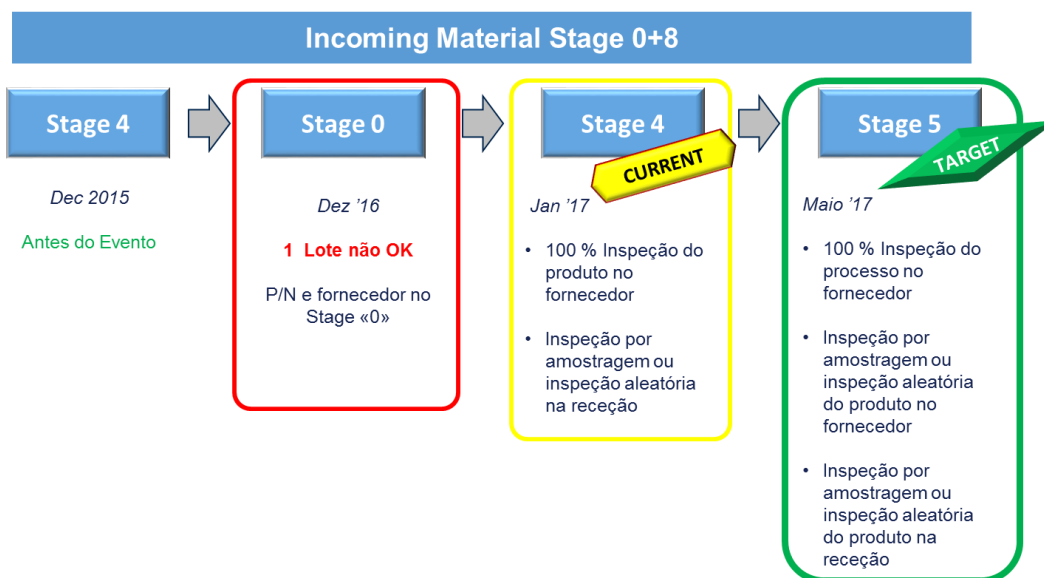 Incoming Material Stage 0+8
Stage 4
Dec 2015
Antes do Evento
Stage 0
Dez ’16
1 Lote não OK
P/N e fornecedor no
Stage «0»
Stage 4
CURRENT
Jan ’17
• 100 % Inspeção do
produto no
fornecedor
• Inspeção por
amostragem ou
inspeção aleatória
na receção
Stage 5
TARGET
Maio ’17
• 100 % Inspeção do
processo no
fornecedor
• Inspeção por
amostragem ou
inspeção aleatória
do produto no
fornecedor
• Inspeção por
amostragem ou
inspeção aleatória
do produto na
receção